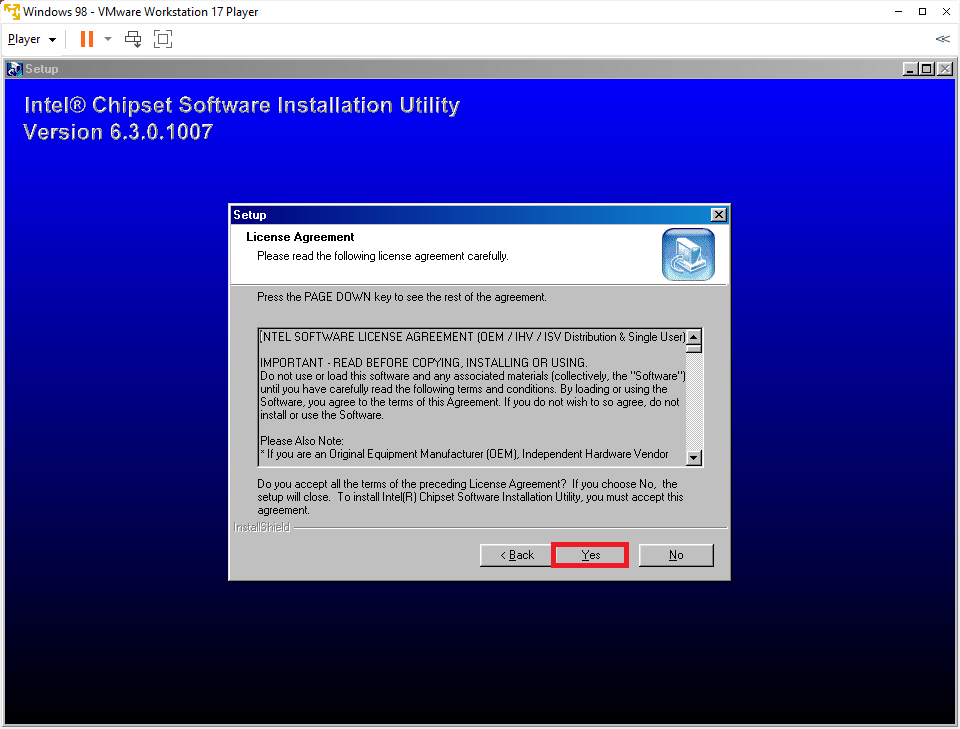 Windows 98 - VMware Workstation 17 Player
Player
Setup
Intel® Chipset Software Installation Utility
Version 6.3.0.1007
Setup
License Agreement
Please read the following license agreement carefully.
Press the PAGE DOWN key to see the rest of the agreement.
INTEL SOFTWARE LICENSE AGREEMENT (OEM / IHV / ISV Distribution & Single User)
IMPORTANT - READ BEFORE COPYING, INSTALLING OR USING.
Do not use or load this software and any associated materials (collectively, the "Software")
until you have carefully read the following terms and conditions. By loading or using the
Software, you agree to the terms of this Agreement. If you do not wish to so agree, do not
install or use the Software.
Please Also Note:
* If you are an Original Equipment Manufacturer (OEM), Independent Hardware Vendor
Do you accept all the terms of the preceding License Agreement?  If you choose No,  the
setup will close.  To install Intel(R) Chipset Software Installation Utility, you must accept this
agreement.
InstallShield
< Back
Yes
No